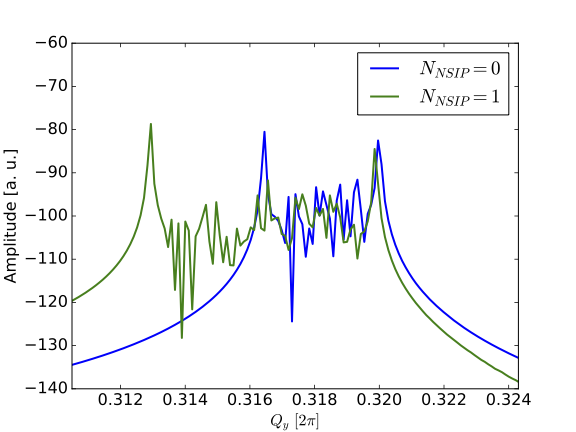 −60
−70
−80
−90
−100
−110
−120
−130
−140
Amplitude [a. u.]
N_NSIP = 0
N_NSIP = 1
0.312 0.314 0.316 0.318 0.320 0.322 0.324
Q_y [2π]